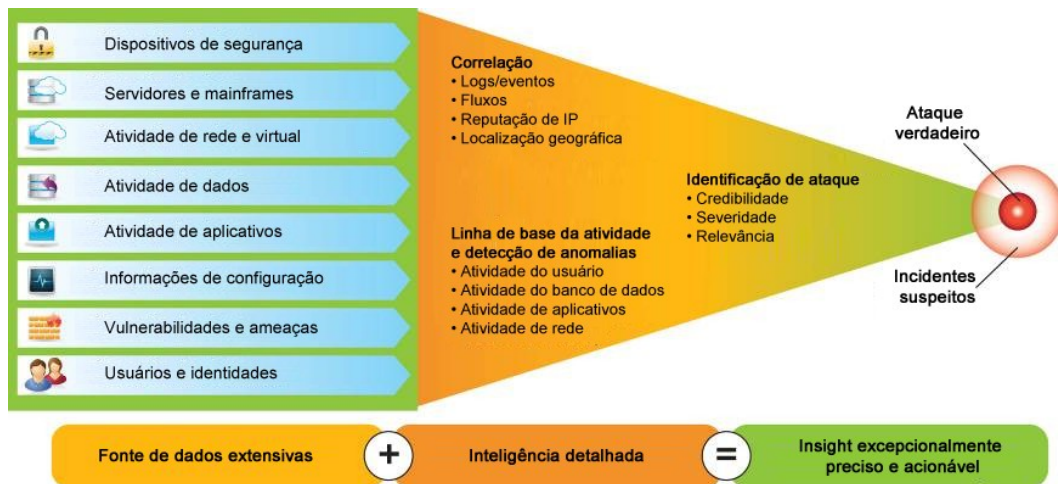 Dispositivos de segurança
Servidores e mainframes
Atividade de rede e virtual
Atividade de dados
Atividade de aplicativos
Informações de configuração
Vulnerabilidades e ameaças
Usuários e identidades
Correlação
• Logs/eventos
• Fluxos
• Reputação de IP
• Localização geográfica
Linha de base da atividade
e detecção de anomalias
• Atividade do usuário
• Atividade do banco de dados
• Atividade de aplicativos
• Atividade de rede
Identificação de ataque
• Credibilidade
• Severidade
• Relevância
Ataque
verdadeiro
Incidentes
suspeitos
Fonte de dados extensivas
+
Inteligência detalhada
=
Insight excepcionalmente
preciso e acionável